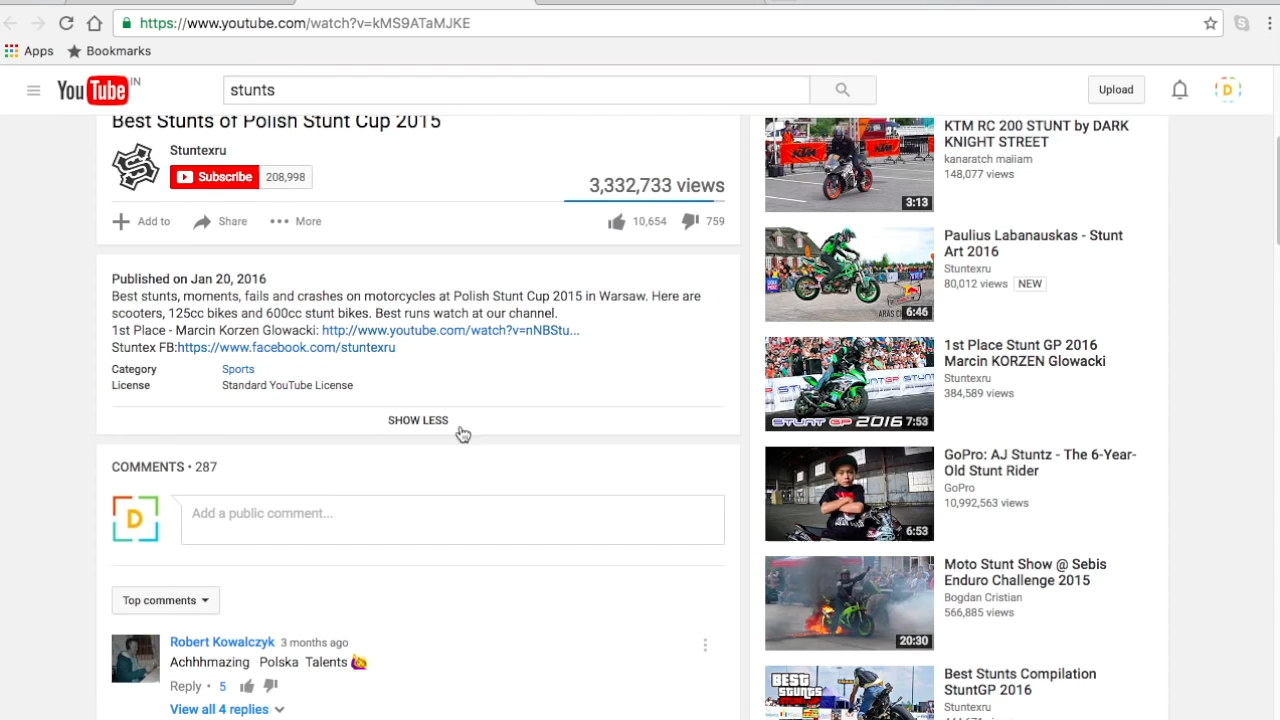 https://www.youtube.com/watch?v=kMS9ATaMJKE
Apps
Bookmarks
YouTube IN
stunts
Upload
D
Best Stunts of Polish Stunt Cup 2015
Stuntexru
Subscribe 208,998
3,332,733 views
Add to Share More 10,654 759
Published on Jan 20, 2016
Best stunts, moments, fails and crashes on motorcycles at Polish Stunt Cup 2015 in Warsaw. Here are
scooters, 125cc bikes and 600cc stunt bikes. Best runs watch at our channel.
1st Place - Marcin Korzen Glowacki: http://www.youtube.com/watch?v=nNBStu...
Stuntex FB:https://www.facebook.com/stuntexru
Category Sports
License Standard YouTube License
SHOW LESS
COMMENTS • 287
D
Add a public comment...
Top comments
Robert Kowalczyk 3 months ago
Achhhmazing Polska Talents
Reply • 5
View all 4 replies
KTM
3:13
KTM RC 200 STUNT by DARK
KNIGHT STREET
kanaratch maiiam
148,077 views
6:46
Paulius Labanauskas - Stunt
Art 2016
Stuntexru
80,012 views NEW
STUNT GP 2016 7:53
1st Place Stunt GP 2016
Marcin KORZEN Glowacki
Stuntexru
384,589 views
6:53
GoPro: AJ Stuntz - The 6-Year-
Old Stunt Rider
GoPro
10,992,563 views
20:30
Moto Stunt Show @ Sebis
Enduro Challenge 2015
Bogdan Cristian
566,885 views
BEST
STUNTS
Best Stunts Compilation
StuntGP 2016
Stuntexru